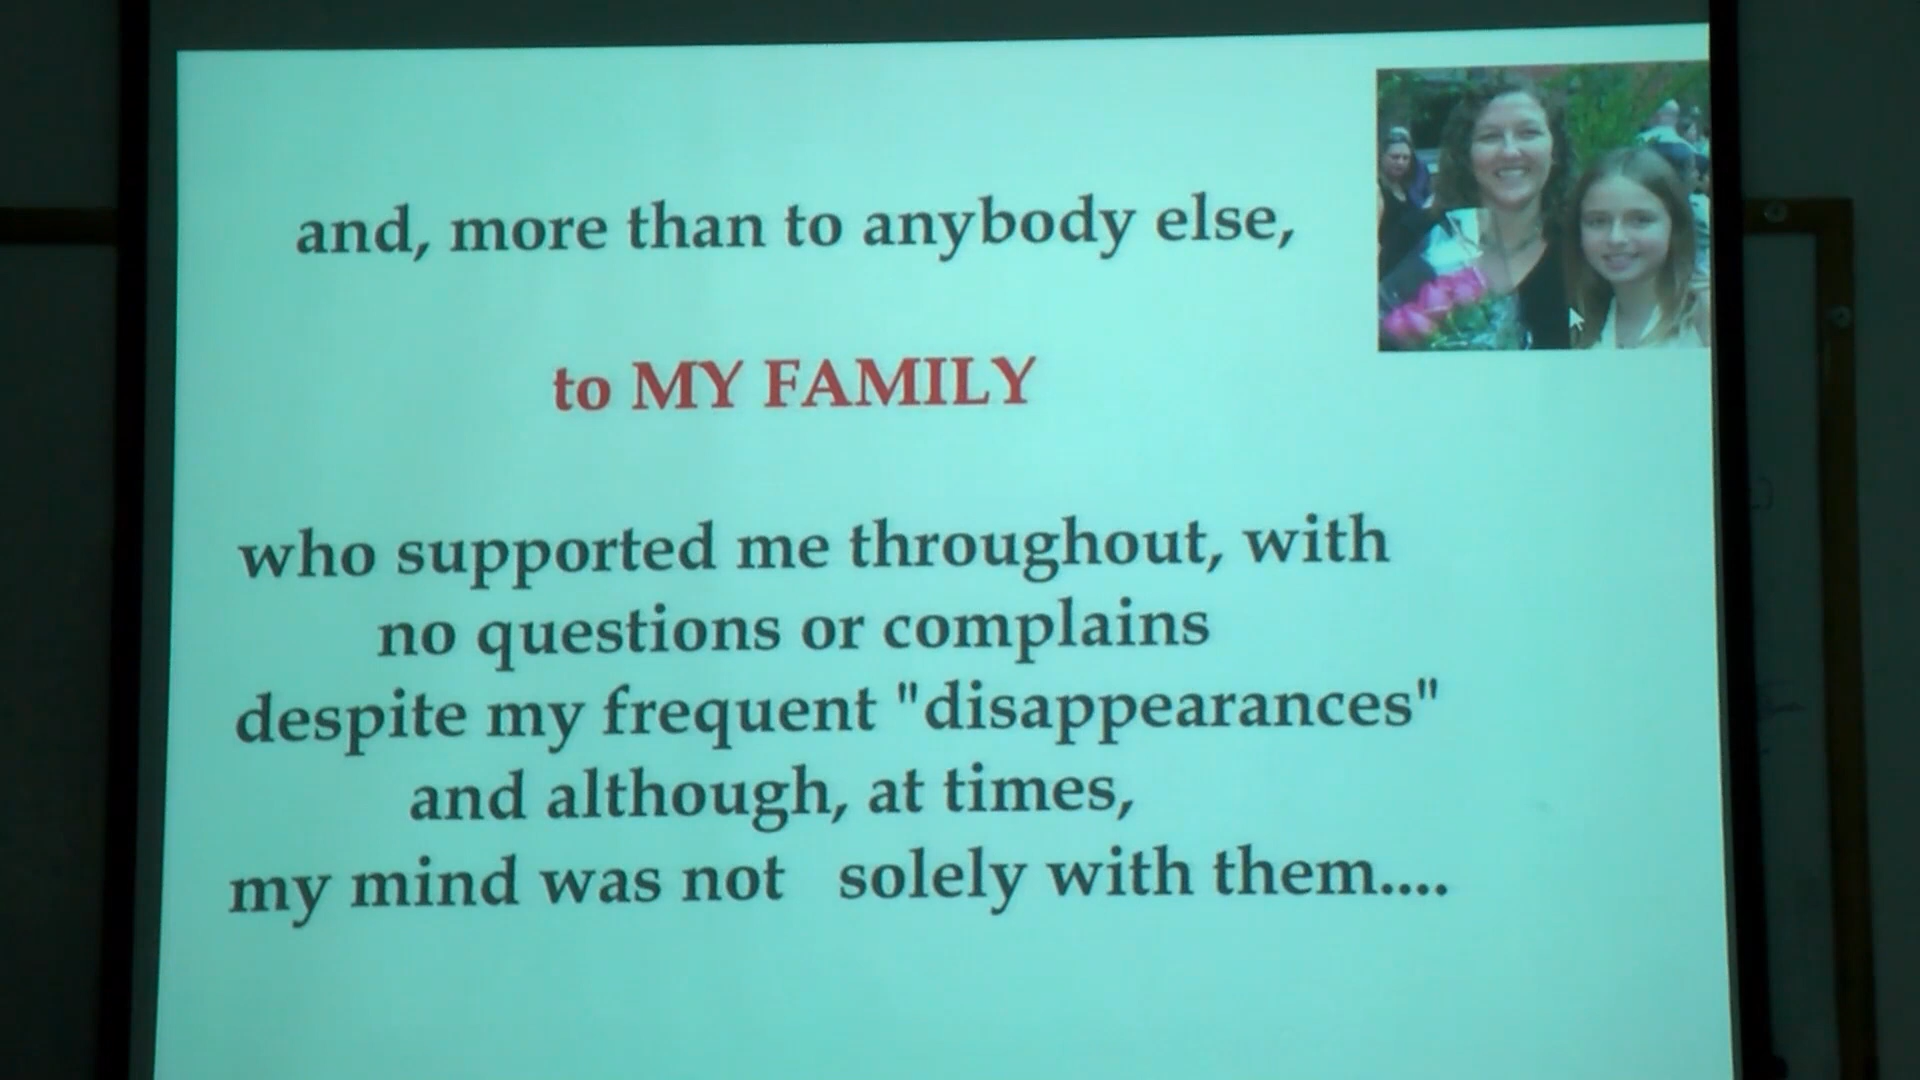 and, more than to anybody else,
to MY FAMILY
who supported me throughout, with
no questions or complains
despite my frequent "disappearances"
and although, at times,
my mind was not solely with them....